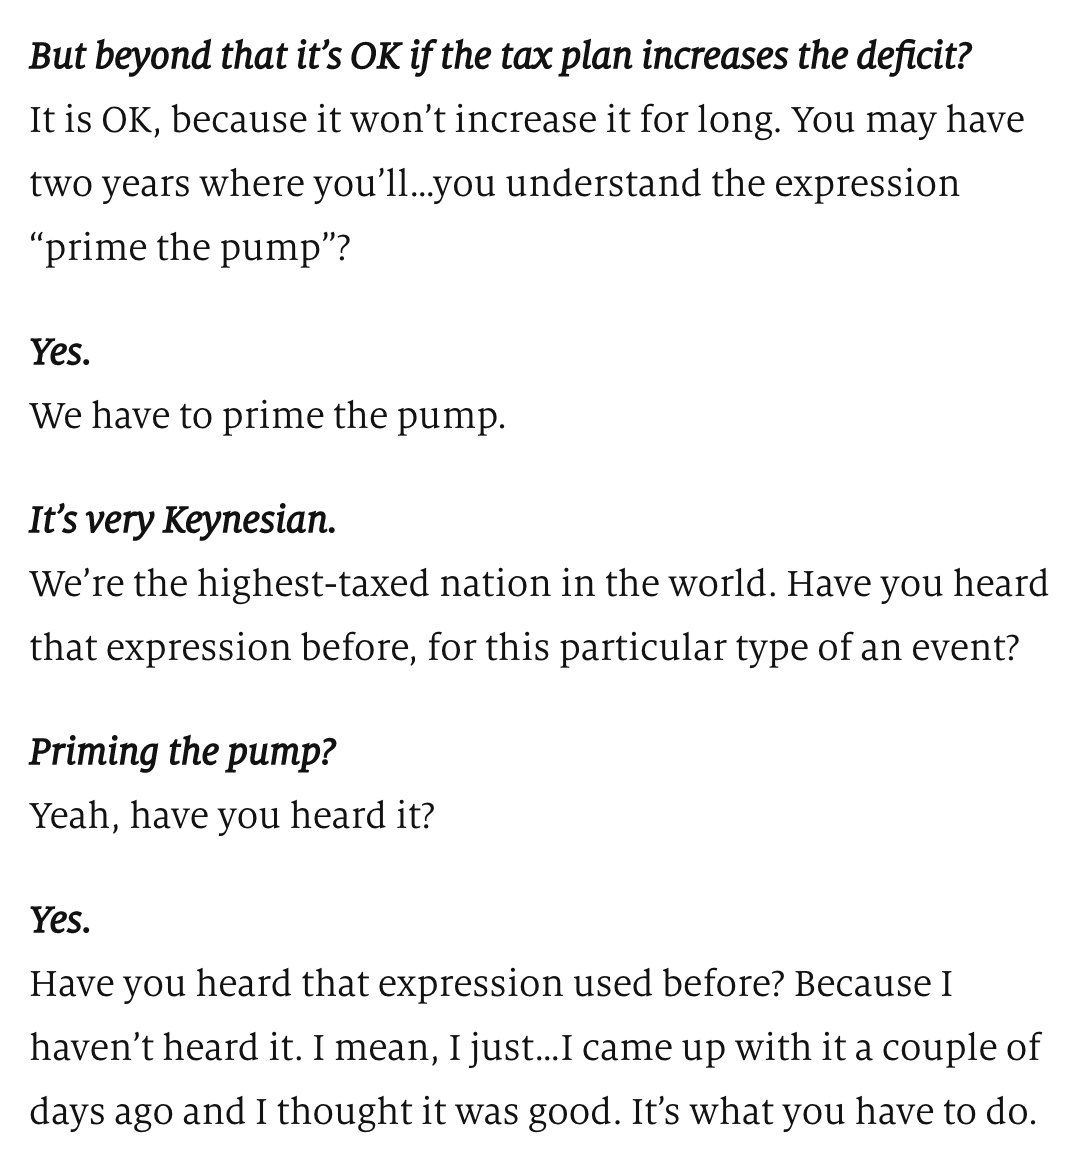 But beyond that it’s OK if the tax plan increases the deficit?
It is OK, because it won’t increase it for long. You may have
two years where you’ll...you understand the expression
“prime the pump”?
Yes.
We have to prime the pump.
It’s very Keynesian.
We’re the highest-taxed nation in the world. Have you heard
that expression before, for this particular type of an event?
Priming the pump?
Yeah, have you heard it?
Yes.
Have you heard that expression used before? Because I
haven’t heard it. I mean, I just...I came up with it a couple of
days ago and I thought it was good. It’s what you have to do.